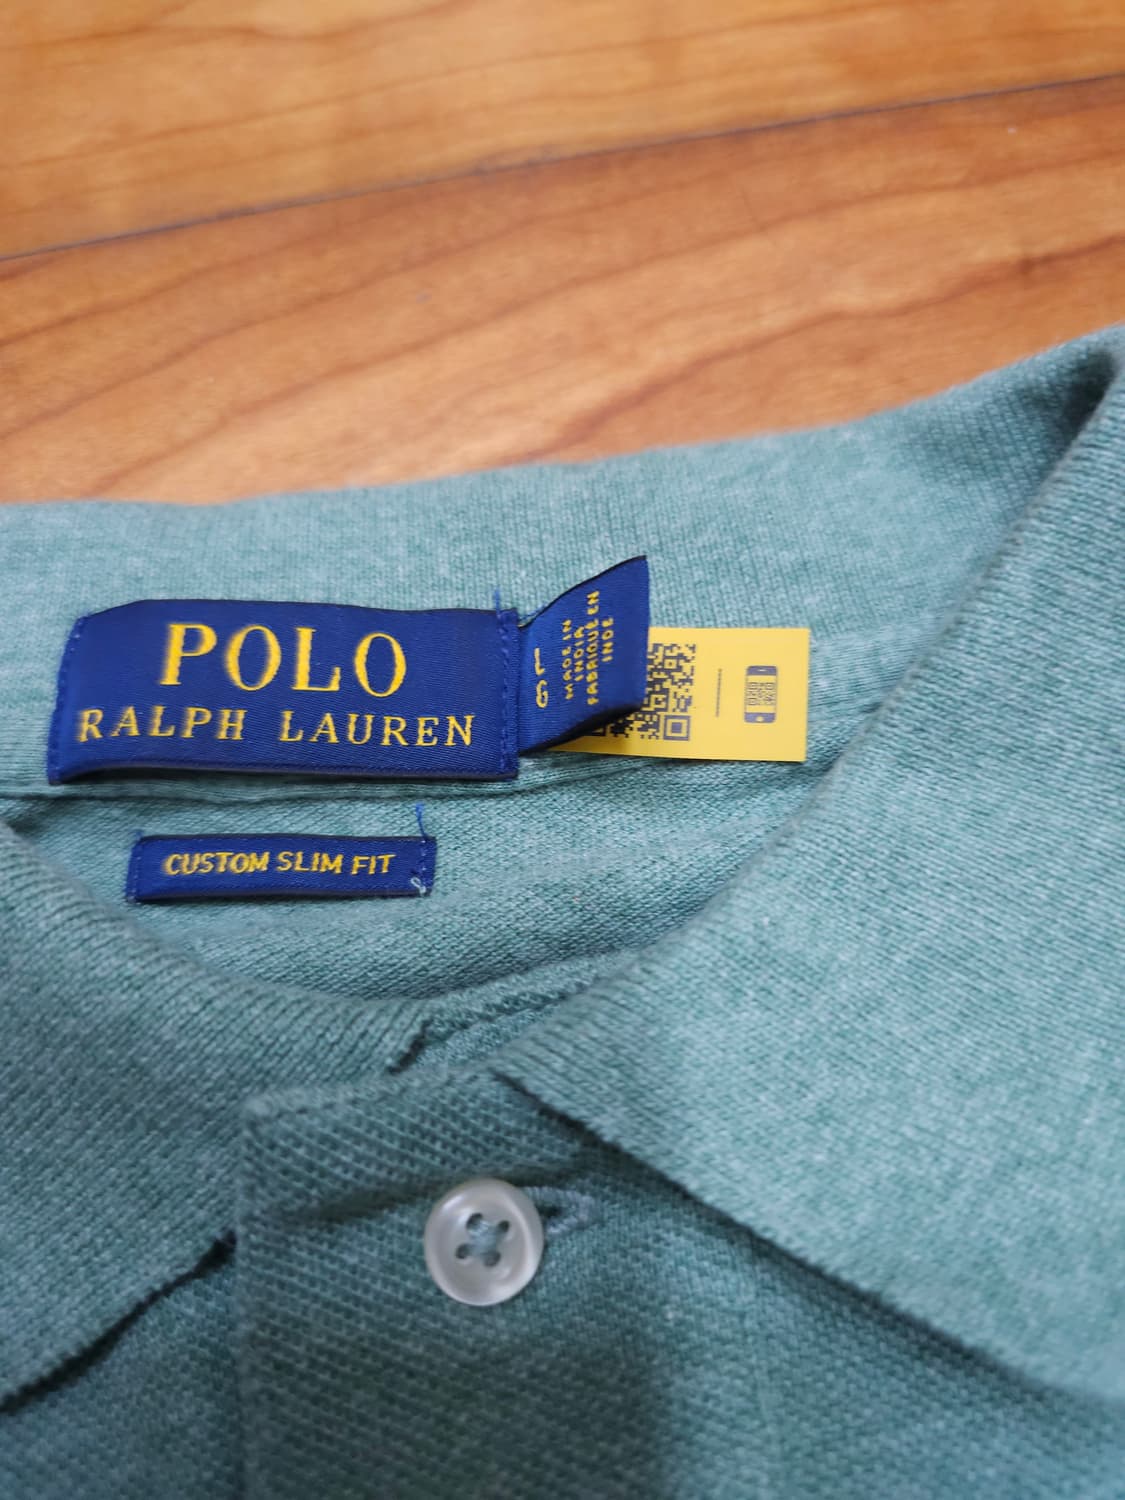 POLO
RALPH LAUREN
L
G
MADE IN
INDIA
FABRIQUÉ EN
INDE
CUSTOM SLIM FIT